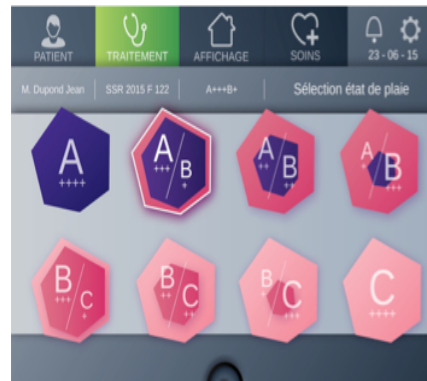 PATIENT TRAITEMENT AFFICHAGE SOINS 23 - 06 - 15
M. Dupond Jean SSR 2015 F 122 A+++B+ Sélection état de plaie
A ++++
A +++ / B +
A ++ / B ++
A + / B +++
B +++ / C +
B ++ / C ++
B + / C +++
C ++++